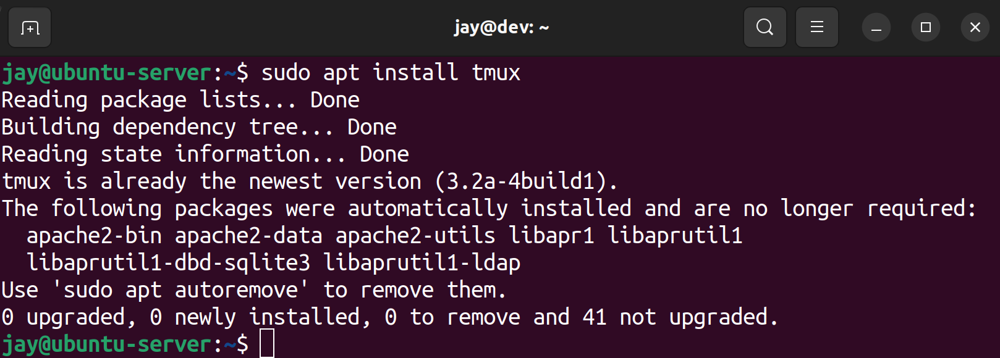 jay@dev: ~
jay@ubuntu-server:~$ sudo apt install tmux
Reading package lists... Done
Building dependency tree... Done
Reading state information... Done
tmux is already the newest version (3.2a-4build1).
The following packages were automatically installed and are no longer required:
  apache2-bin apache2-data apache2-utils libapr1 libaprutil1
  libaprutil1-dbd-sqlite3 libaprutil1-ldap
Use 'sudo apt autoremove' to remove them.
0 upgraded, 0 newly installed, 0 to remove and 41 not upgraded.
jay@ubuntu-server:~$